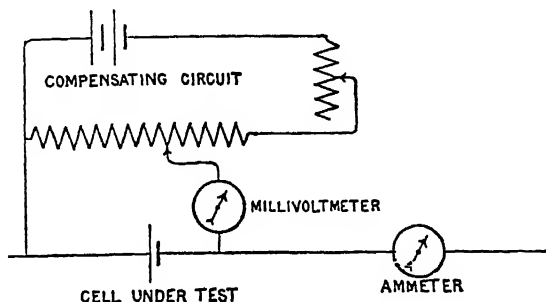 COMPENSATING CIRCUIT
MILLIVOLTMETER
CELL UNDER TEST
AMMETER